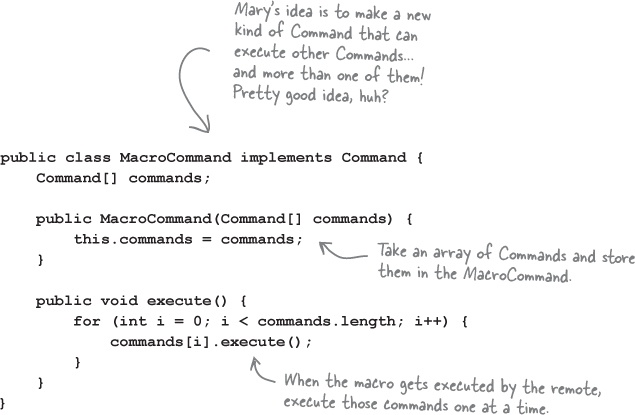 Mary's idea is to make a new
kind of Command that can
execute other Commands...
and more than one of them!
Pretty good idea, huh?
public class MacroCommand implements Command {
    Command[] commands;
    public MacroCommand(Command[] commands) {
        this.commands = commands;
    }
Take an array of Commands and store
them in the MacroCommand.
    public void execute() {
        for (int i = 0; i < commands.length; i++) {
            commands[i].execute();
        }
    }
}
When the macro gets executed by the remote,
execute those commands one at a time.